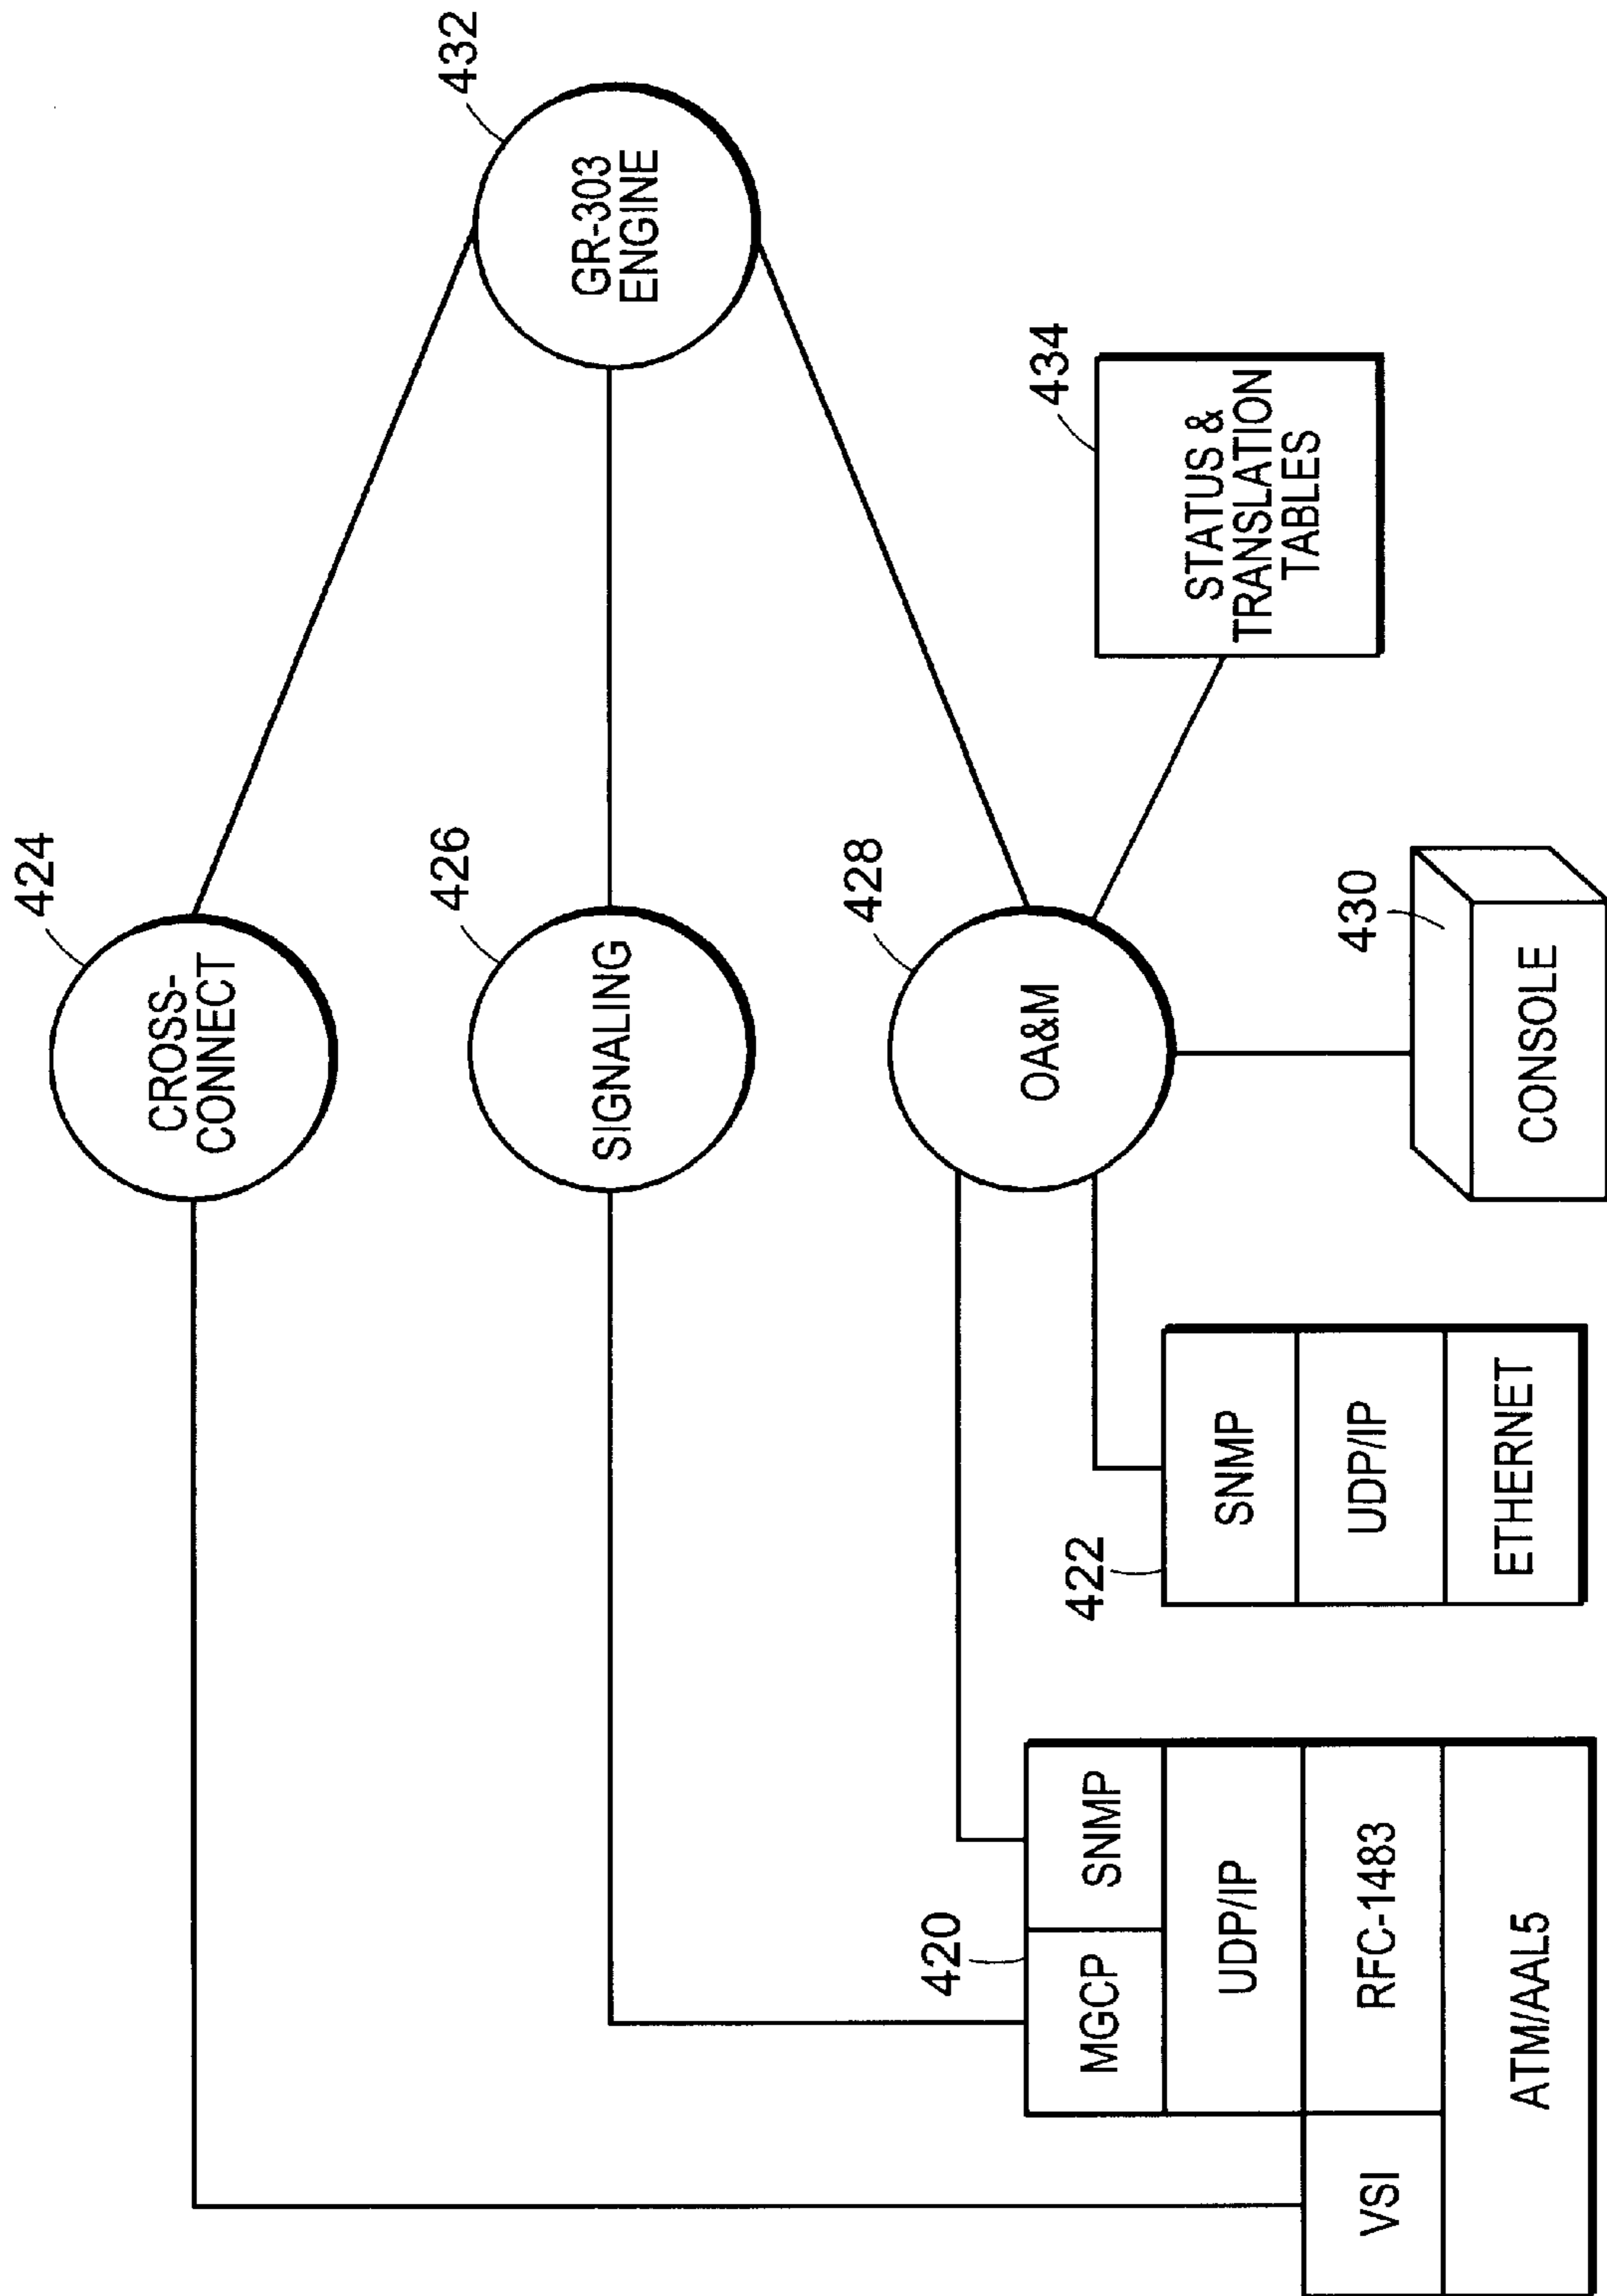 424
CROSS-
CONNECT
432
GR-303
ENGINE
426
SIGNALING
428
OA&M
434
STATUS &
TRANSLATION
TABLES
430
CONSOLE
420
MGCP
SNMP
UDP/IP
VSI
RFC-1483
ATM/AAL5
422
SNMP
UDP/IP
ETHERNET